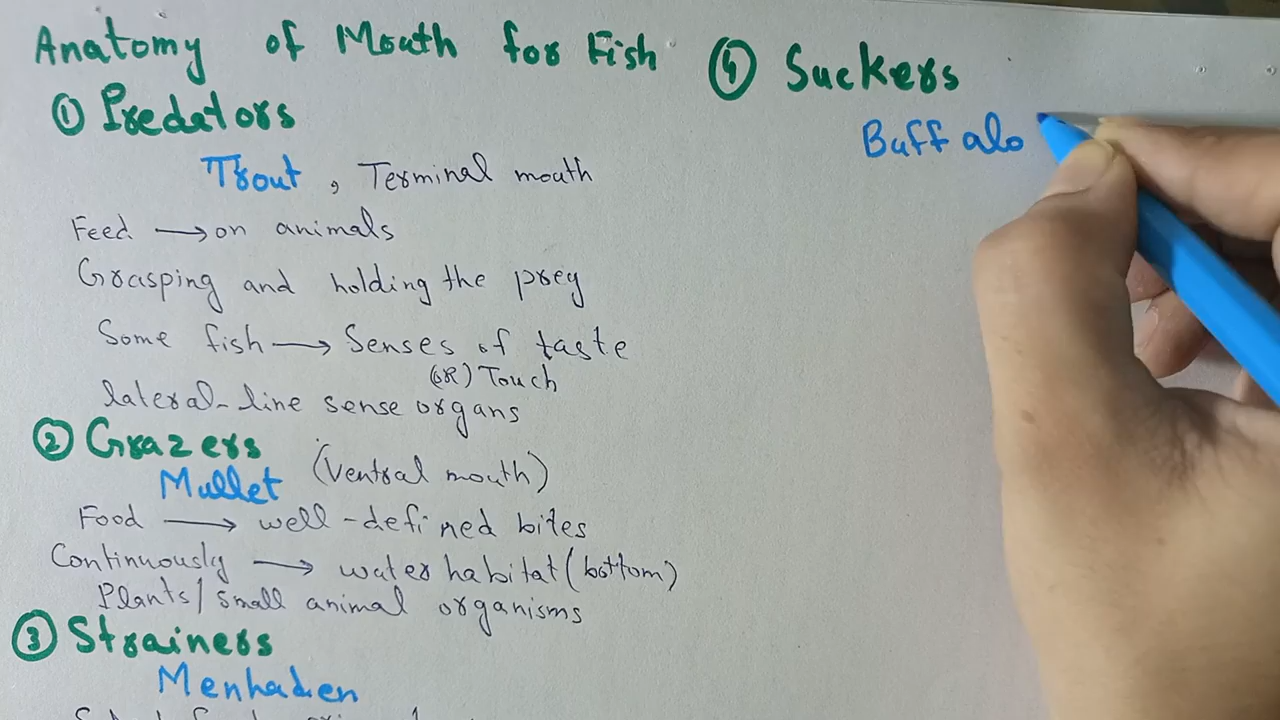 Anatomy of Mouth for Fish
① Predators
Trout, Terminal mouth
Feed → on animals
Grasping and holding the prey
Some fish → Senses of taste
(OR) Touch
lateral-line sense organs
② Grazers
(Ventral mouth)
Mullet
Food → well-defined bites
Continuously → water habitat (bottom)
Plants/small animal organisms
③ Strainers
Menhaden
④ Suckers
Buffalo